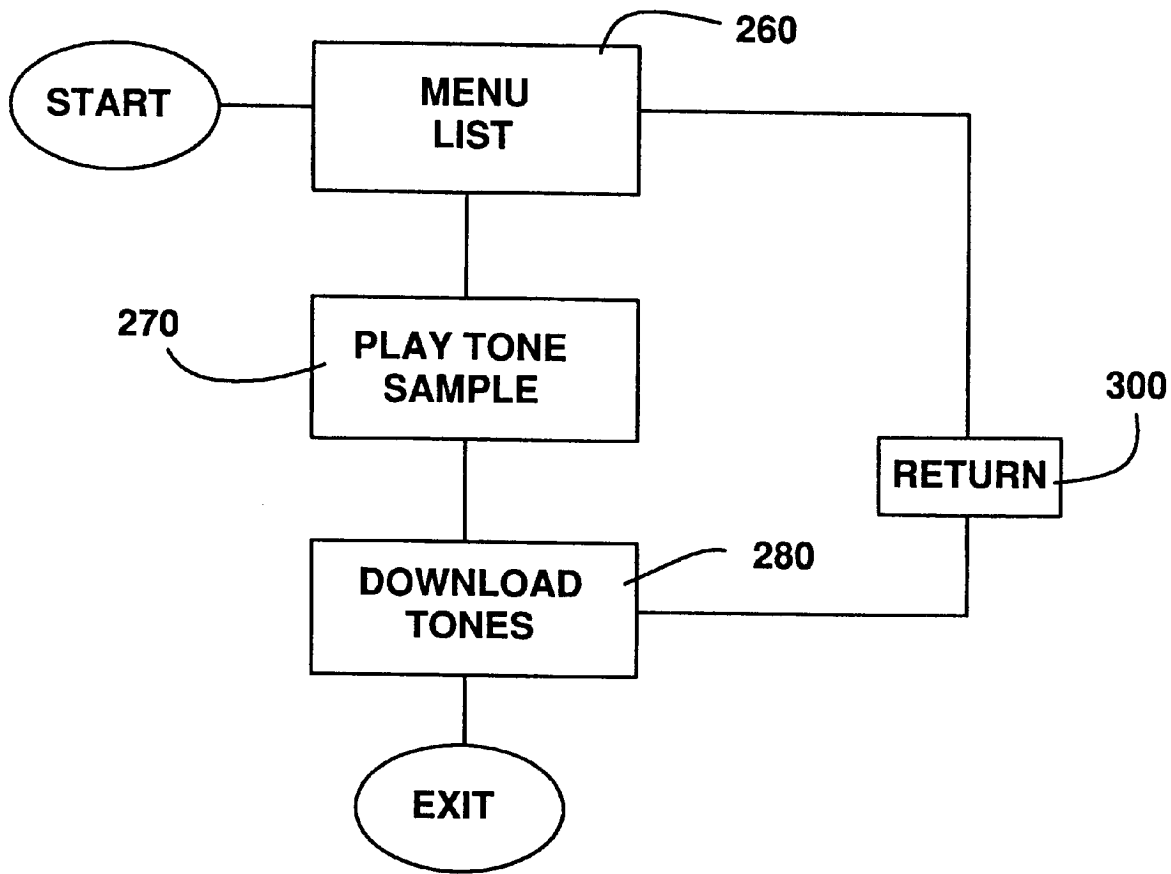 260
START
MENU
LIST
270
PLAY TONE
SAMPLE
300
RETURN
280
DOWNLOAD
TONES
EXIT